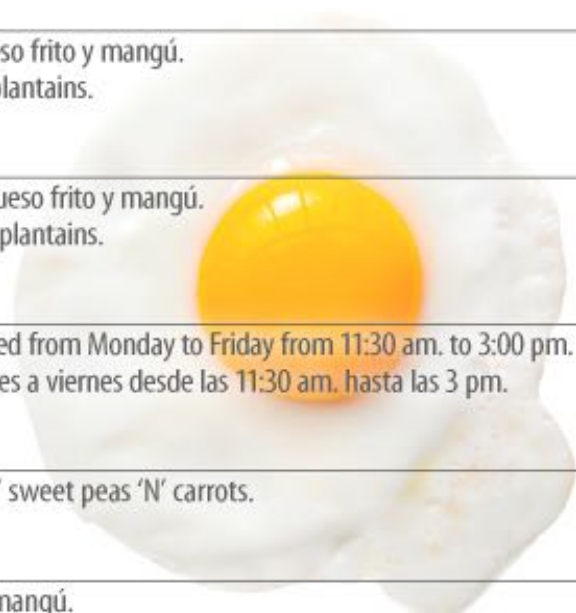 so frito y mangú.
plantains.
ueso frito y mangú.
plantains.
ed from Monday to Friday from 11:30 am. to 3:00 pm.
es a viernes desde las 11:30 am. hasta las 3 pm.
' sweet peas 'N' carrots.
mangú.